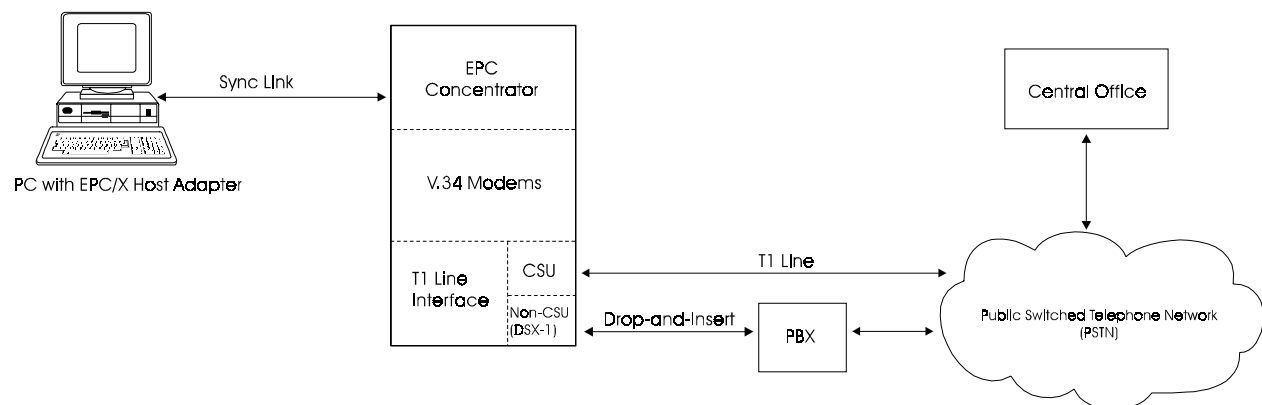 EPC
Concentrator
Sync Link
PC with EPC/X Host Adapter
V.34 Modems
T1 Line
Interface
CSU
Non-CSU
(DSX-1)
T1 Line
Drop-and-Insert
PBX
Central Office
Public Switched Telephone Network
(PSTN)